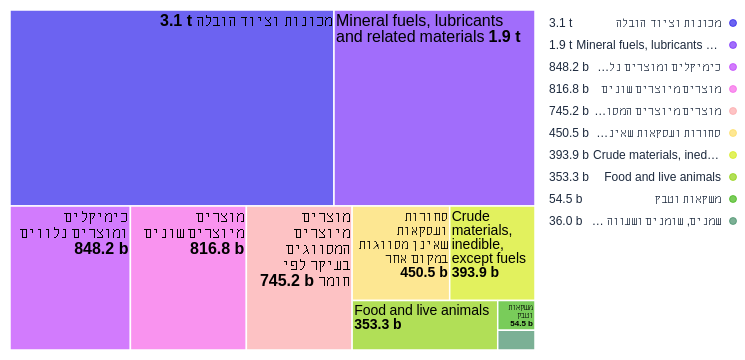 מכונות וציוד הובלה 3.1 t
Mineral fuels, lubricants
and related materials 1.9 t
כימיקלים
ומוצרים נלווים
848.2 b
מוצרים
מיוצרים שונים
816.8 b
מוצרים
מיוצרים
המסווגים
בעיקר לפי
חומר 745.2 b
סחורות
ועסקאות
שאינן מסווגות
במקום אחר
450.5 b
Crude
materials,
inedible,
except fuels
393.9 b
Food and live animals
353.3 b
משקאות
וטבק
54.5 b
מכונות וציוד הובלה 3.1 t
1.9 t Mineral fuels, lubricants ...
כימיקלים ומוצרים נל... 848.2 b
מוצרים מיוצרים שונים 816.8 b
מוצרים מיוצרים המסו... 745.2 b
סחורות ועסקאות שאינ... 450.5 b
393.9 b Crude materials, ined...
353.3 b Food and live animals
משקאות וטבק 54.5 b
שמנים, שומנים ושעווה ... 36.0 b